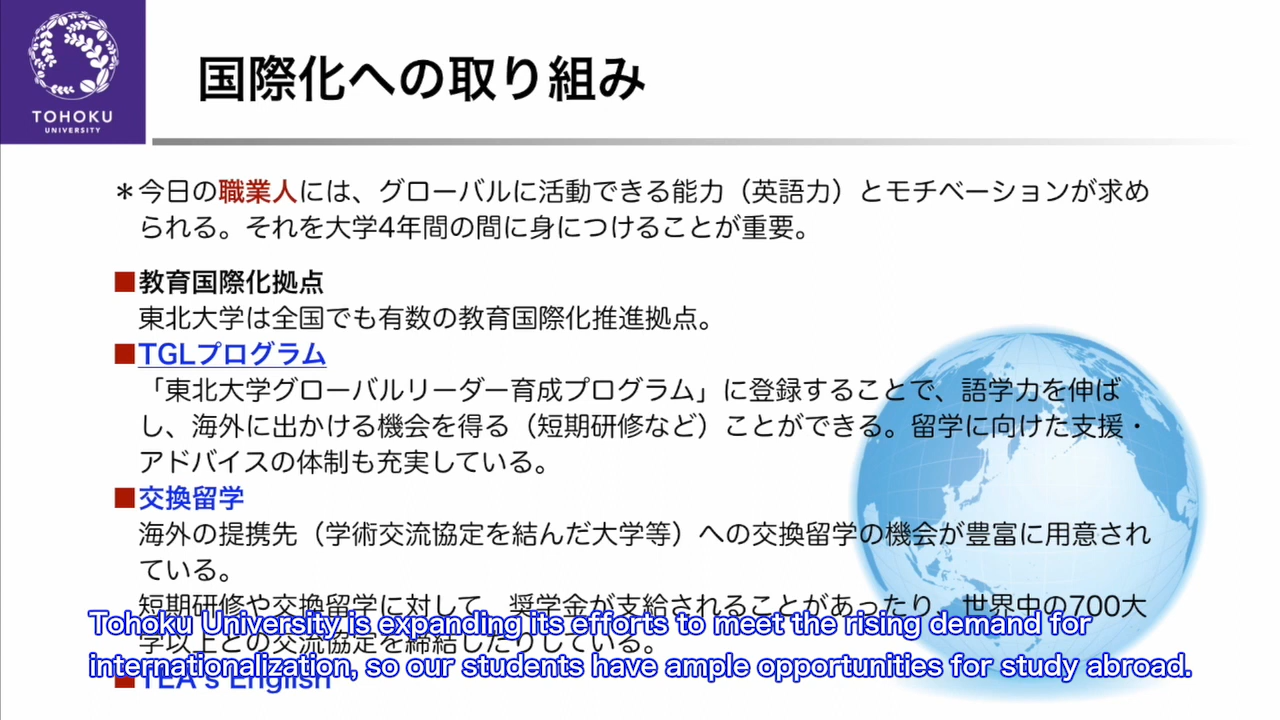 TOHOKU
UNIVERSITY
国際化への取り組み
＊今日の職業人には、グローバルに活動できる能力（英語力）とモチベーションが求め
られる。それを大学4年間の間に身につけることが重要。
■教育国際化拠点
東北大学は全国でも有数の教育国際化推進拠点。
■TGLプログラム
「東北大学グローバルリーダー育成プログラム」に登録することで、語学力を伸ば
し、海外に出かける機会を得る（短期研修など）ことができる。留学に向けた支援・
アドバイスの体制も充実している。
■交換留学
海外の提携先（学術交流協定を結んだ大学等）への交換留学の機会が豊富に用意され
ている。
短期研修や交換留学に対して、奨学金が支給されることがあったり、世界中の700大
学以上との交流協定を締結したりしている。
■TEA's English
Tohoku University is expanding its efforts to meet the rising demand for
internationalization, so our students have ample opportunities for study abroad.